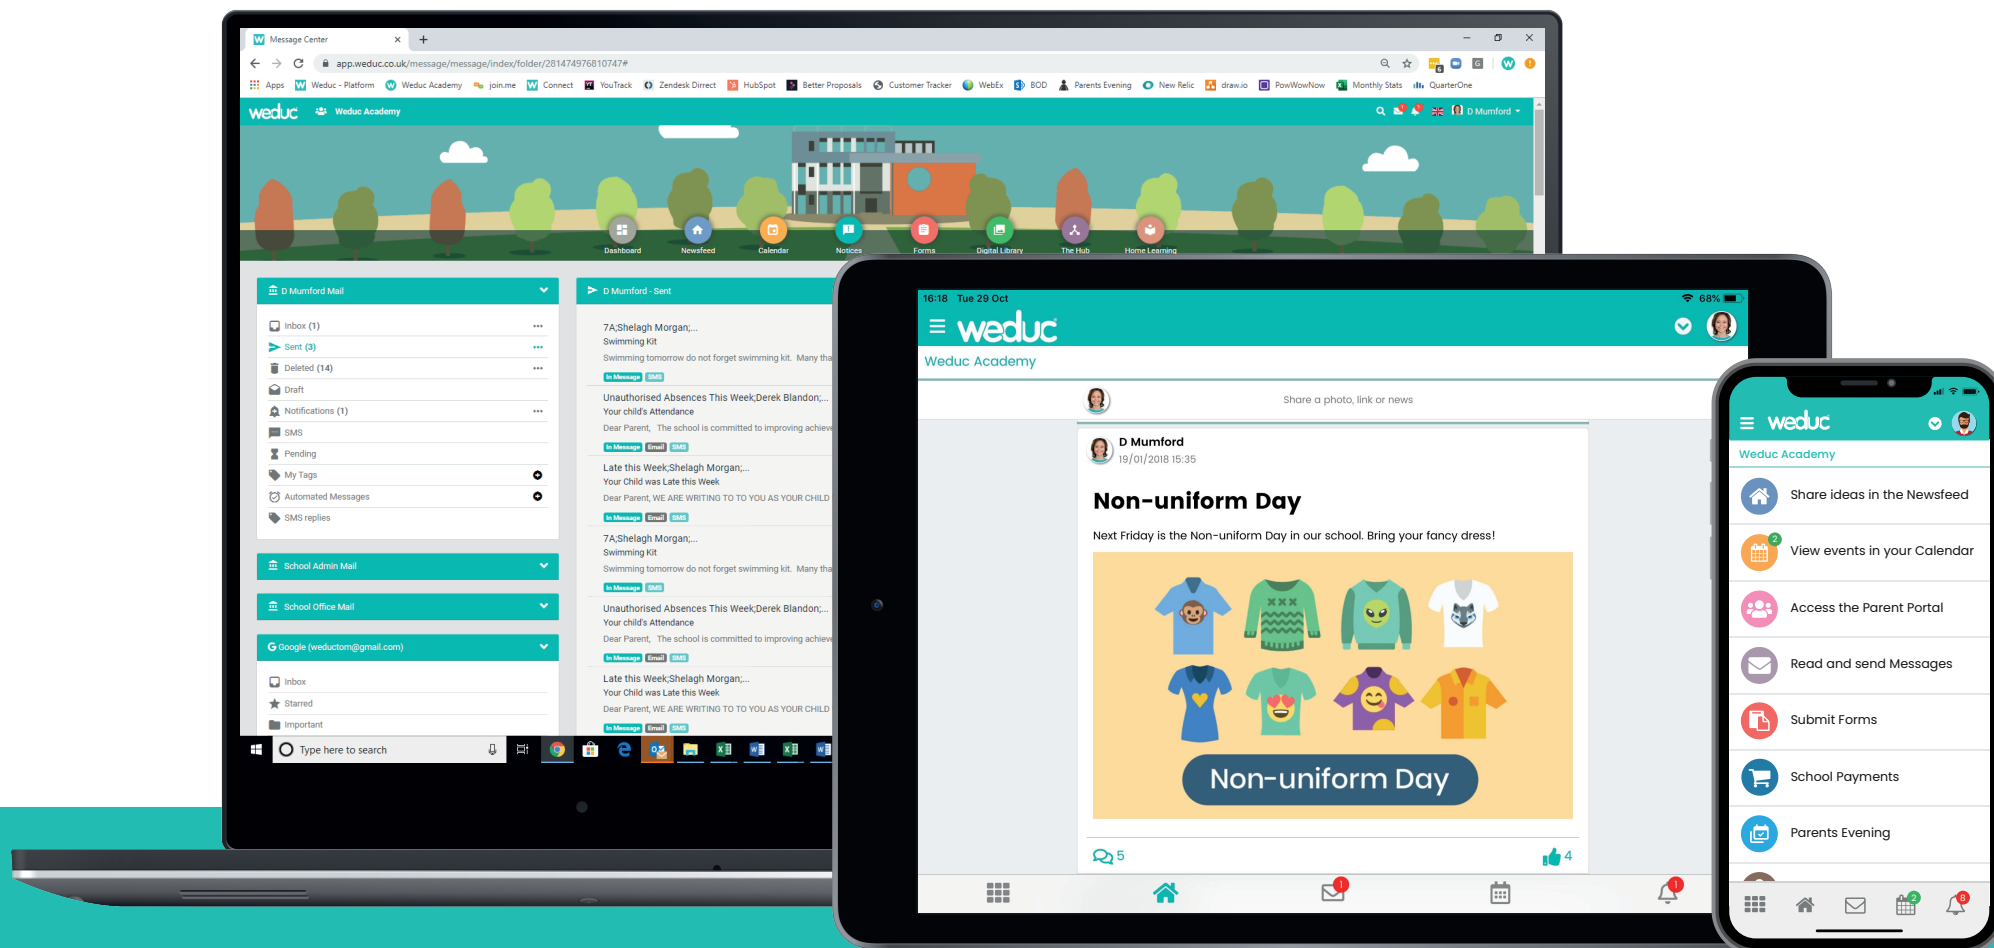 Message Center
app.weduc.co.uk/message/message/index/folder/281474976810747#
Apps Weduc - Platform Weduc Academy join.me Connect YouTrack Zendesk Dirrect HubSpot Better Proposals Customer Tracker WebEx BOD Parents Evening New Relic draw.io PowWowNow Monthly Stats QuarterOne
weduc Weduc Academy D Mumford
Dashboard Newsfeed Calendar Notices Forms Digital Library The Hub Home Learning
D Mumford Mail
Inbox (1)
Sent (3)
Deleted (14)
Draft
Notifications (1)
SMS
Pending
My Tags
Automated Messages
SMS replies
School Admin Mail
School Office Mail
Google (weductom@gmail.com)
Inbox
Starred
Important
D Mumford - Sent
7A;Shelagh Morgan;...
Swimming Kit
Swimming tomorrow do not forget swimming kit. Many tha
In Message SMS
Unauthorised Absences This Week;Derek Blandon;...
Your child's Attendance
Dear Parent, The school is committed to improving achieve
In Message Email SMS
Late this Week;Shelagh Morgan;...
Your Child was Late this Week
Dear Parent, WE ARE WRITING TO TO YOU AS YOUR CHILD
In Message Email SMS
7A;Shelagh Morgan;...
Swimming Kit
Swimming tomorrow do not forget swimming kit. Many tha
In Message SMS
Unauthorised Absences This Week;Derek Blandon;...
Your child's Attendance
Dear Parent, The school is committed to improving achieve
In Message Email SMS
Late this Week;Shelagh Morgan;...
Your Child was Late this Week
Dear Parent, WE ARE WRITING TO TO YOU AS YOUR CHILD
In Message Email SMS
Type here to search
16:18 Tue 29 Oct 68%
weduc
Weduc Academy
Share a photo, link or news
D Mumford
19/01/2018 15:35
Non-uniform Day
Next Friday is the Non-uniform Day in our school. Bring your fancy dress!
Non-uniform Day
5 4
1 1
weduc
Weduc Academy
Share ideas in the Newsfeed
2
View events in your Calendar
Access the Parent Portal
Read and send Messages
Submit Forms
School Payments
Parents Evening
2 8